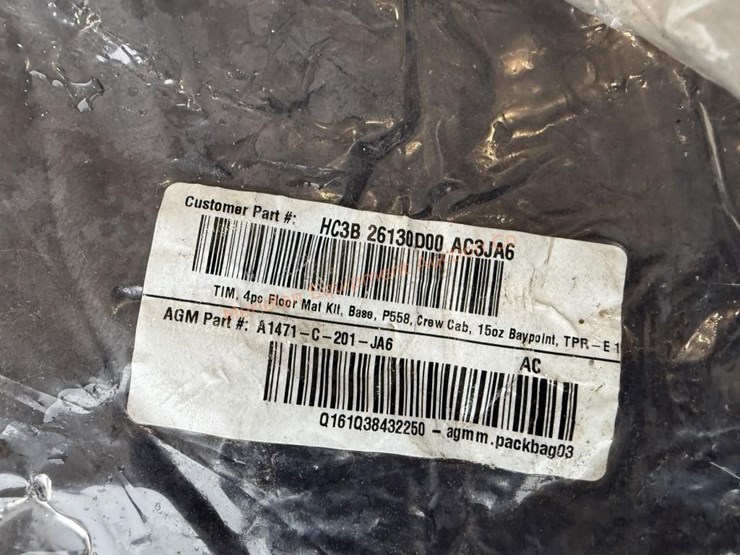 Customer Part #: HC3B 26130D00 AC3JA6
TIM, 4pc Floor Mat Kit, Base, P558, Crew Cab, 15oz Baypoint, TPR-E 1
AGM Part #: A1471-C-201-JA6
AC
Q161Q38432250 - agmm.packbag03